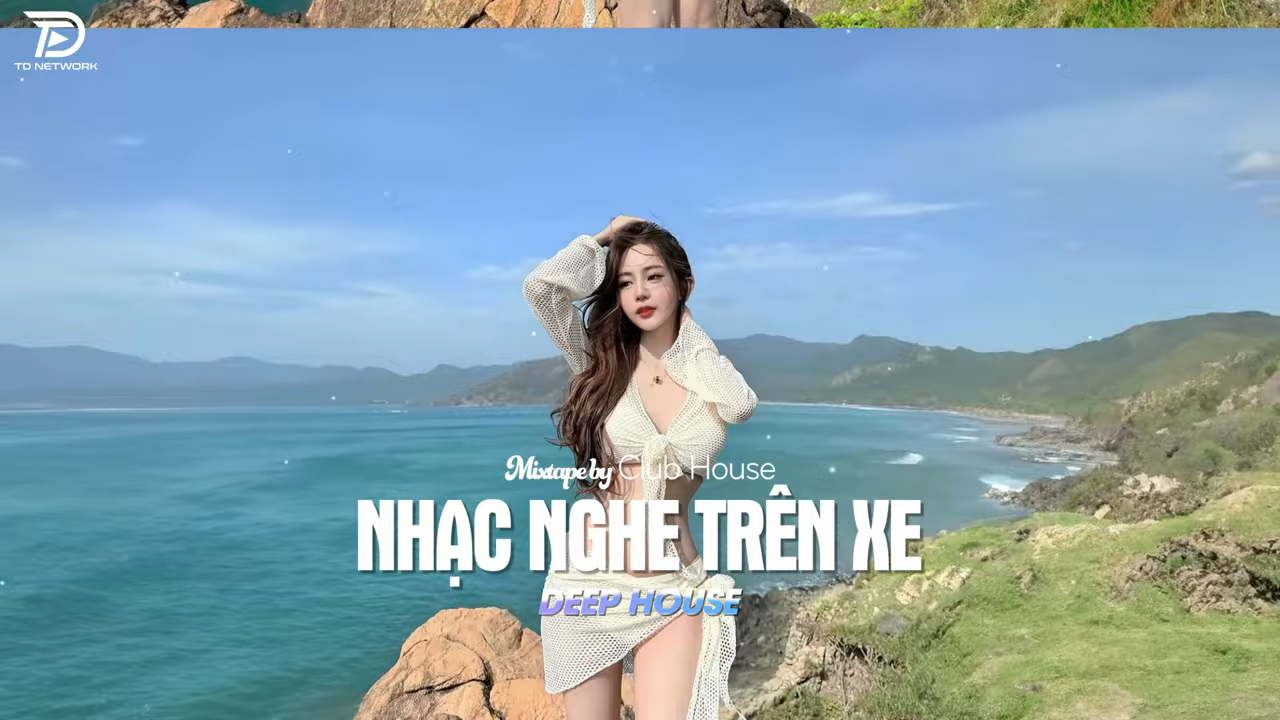 TD NETWORK
Mixtape by Club House
NHẠC NGHE TRÊN XE
DEEP HOUSE